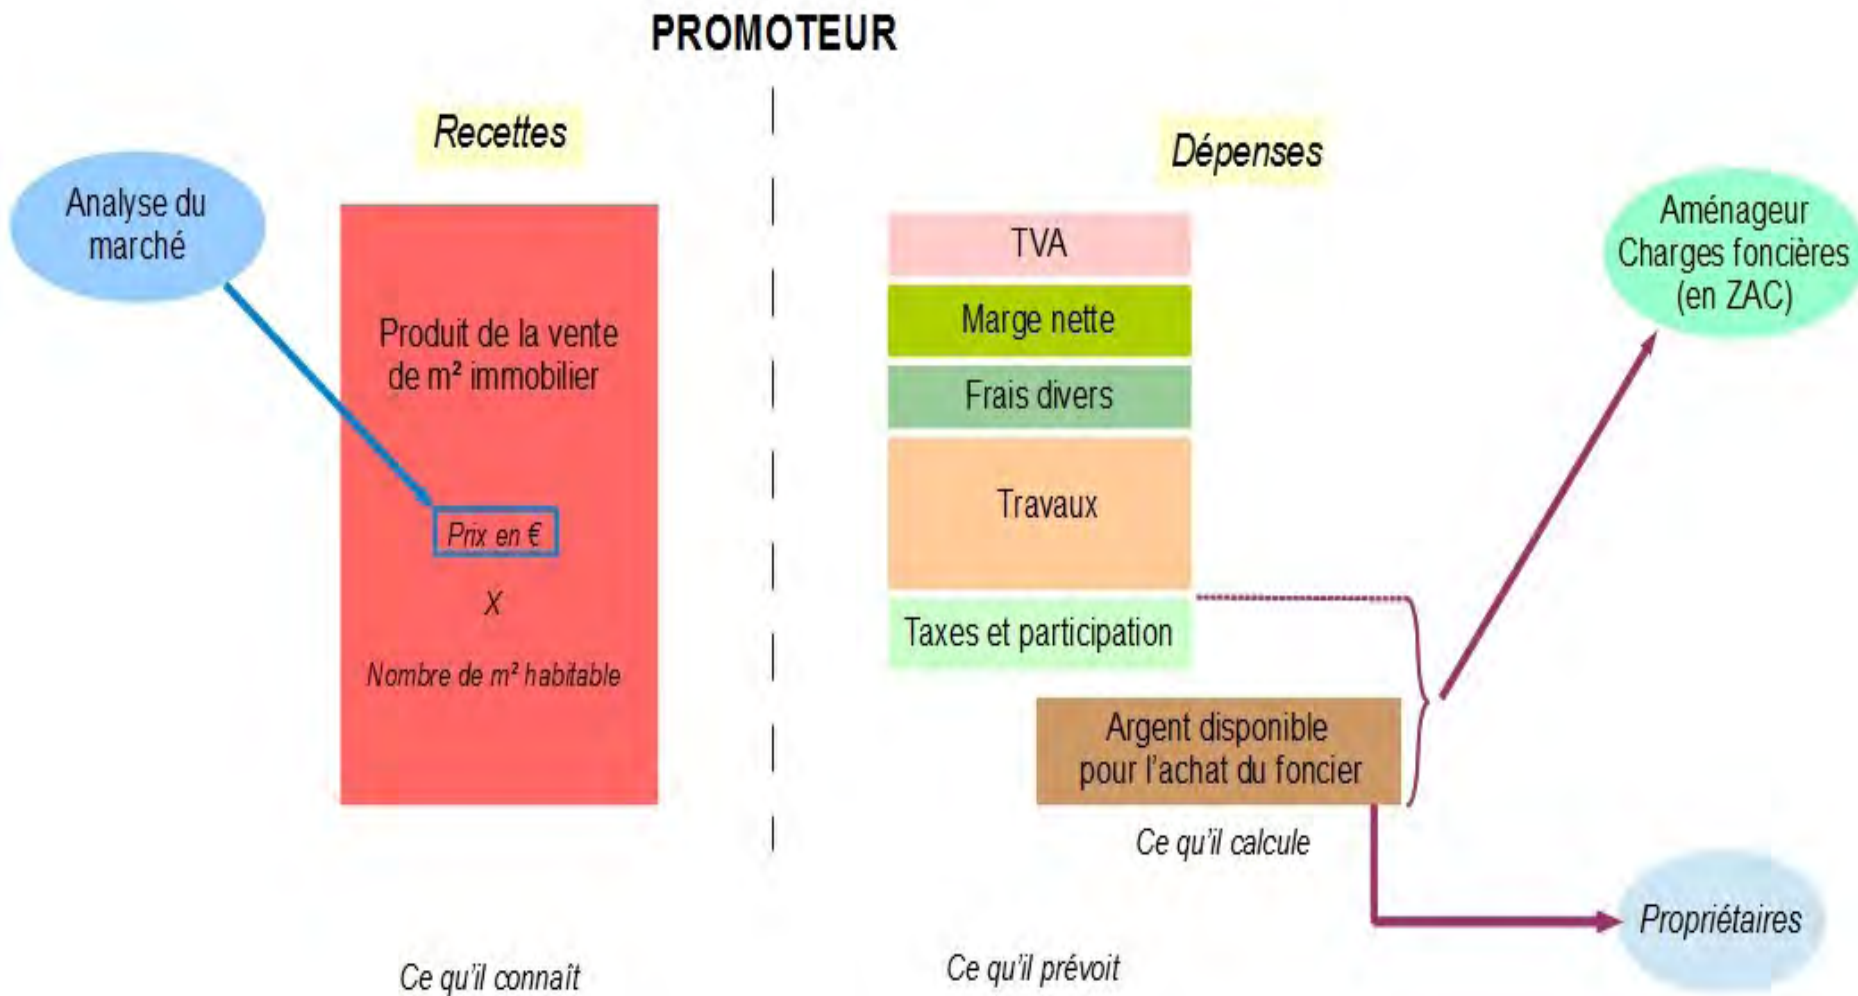 PROMOTEUR
Recettes
Dépenses
Analyse du
marché
Produit de la vente
de m² immobilier
Prix en €
X
Nombre de m² habitable
TVA
Marge nette
Frais divers
Travaux
Taxes et participation
Argent disponible
pour l'achat du foncier
Ce qu'il calcule
Aménageur
Charges foncières
(en ZAC)
Propriétaires
Ce qu'il connaît
Ce qu'il prévoit